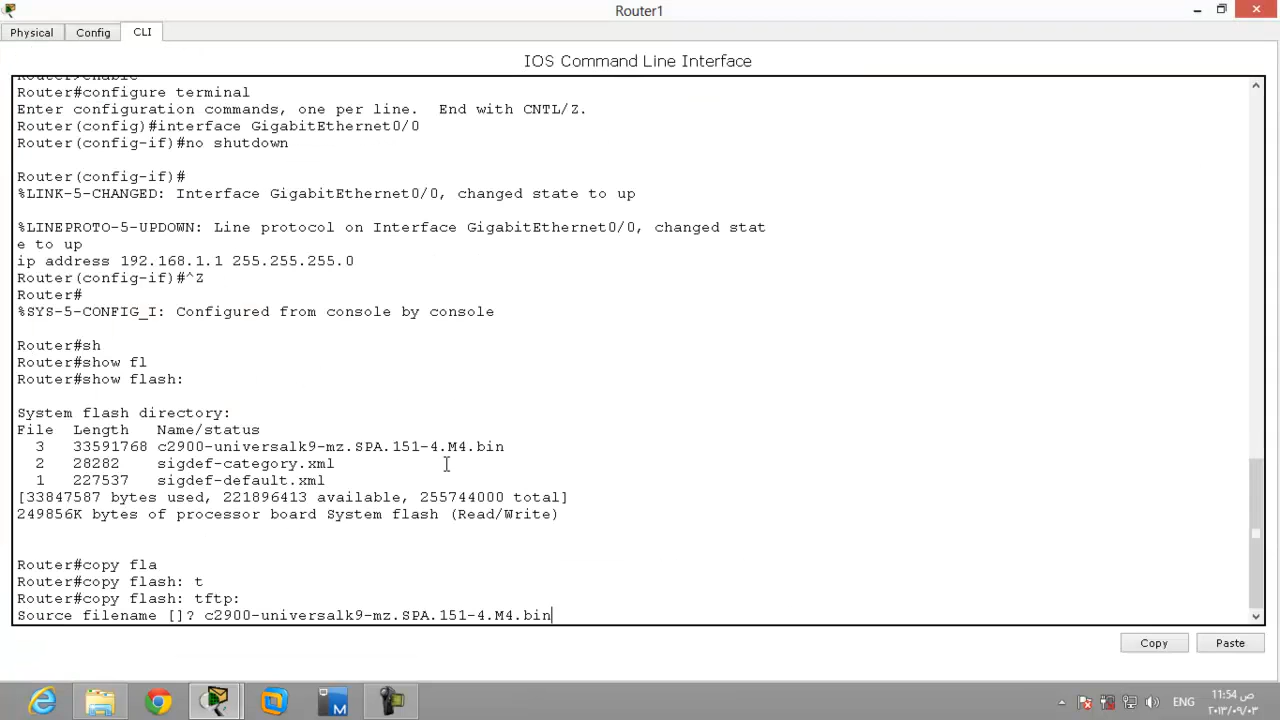 Router1
Physical
Config
CLI
IOS Command Line Interface
Router>enable
Router#configure terminal
Enter configuration commands, one per line.  End with CNTL/Z.
Router(config)#interface GigabitEthernet0/0
Router(config-if)#no shutdown
Router(config-if)#
%LINK-5-CHANGED: Interface GigabitEthernet0/0, changed state to up
%LINEPROTO-5-UPDOWN: Line protocol on Interface GigabitEthernet0/0, changed stat
e to up
ip address 192.168.1.1 255.255.255.0
Router(config-if)#^Z
Router#
%SYS-5-CONFIG_I: Configured from console by console
Router#sh
Router#show fl
Router#show flash:
System flash directory:
File  Length   Name/status
3   33591768 c2900-universalk9-mz.SPA.151-4.M4.bin
2   28282    sigdef-category.xml
1   227537   sigdef-default.xml
[33847587 bytes used, 221896413 available, 255744000 total]
249856K bytes of processor board System flash (Read/Write)
Router#copy fla
Router#copy flash: t
Router#copy flash: tftp:
Source filename []? c2900-universalk9-mz.SPA.151-4.M4.bin
Copy
Paste
M
ENG
11:54 ص
٢٠١٣/٠٩/٠٣